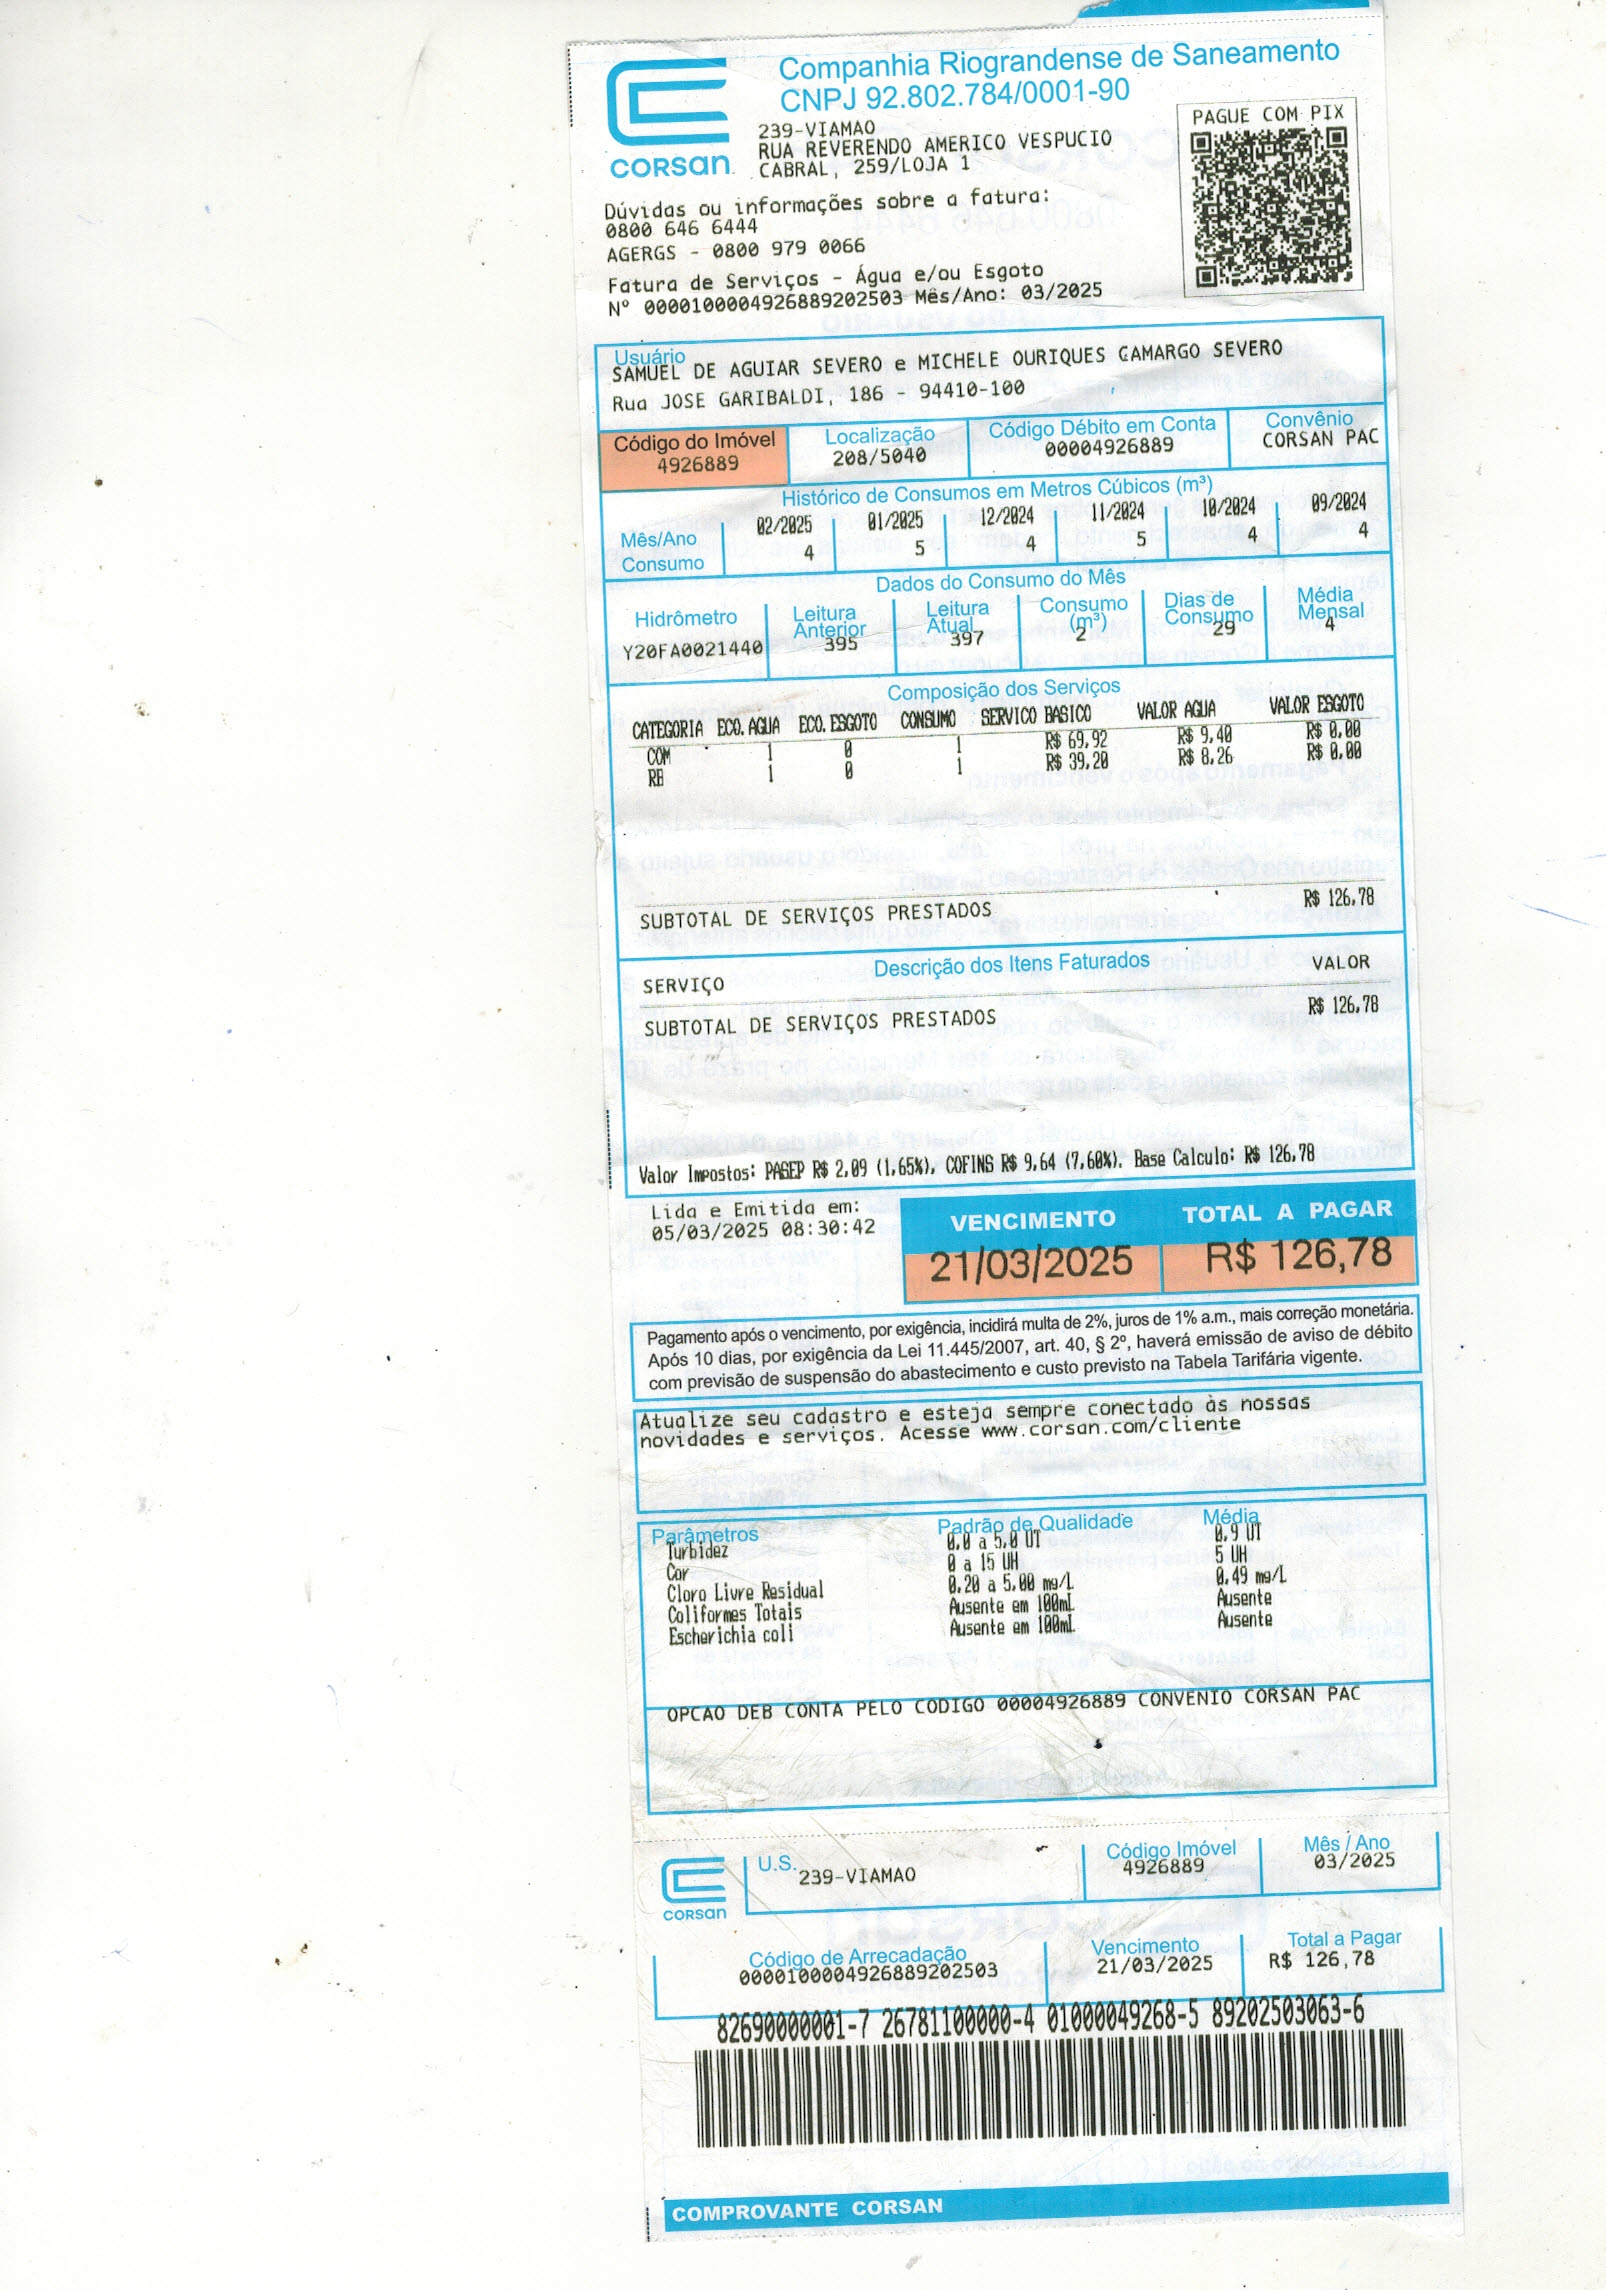 Companhia Riograndense de Saneamento
CNPJ 92.802.784/0001-90
CORSAN
239-VIAMAO
RUA REVERENDO AMERICO VESPUCIO
CABRAL, 259/LOJA 1
PAGUE COM PIX
Dúvidas ou informações sobre a fatura:
0800 646 6444
AGERGS - 0800 979 0066
Fatura de Serviços - Água e/ou Esgoto
Nº 0000100004926889202503 Mês/Ano: 03/2025
Usuário
SAMUEL DE AGUIAR SEVERO e MICHELE OURIQUES CAMARGO SEVERO
Rua JOSE GARIBALDI, 186 - 94410-100
Código do Imóvel Localização Código Débito em Conta Convênio
4926889 208/5040 00004926889 CORSAN PAC
Histórico de Consumos em Metros Cúbicos (m³)
Mês/Ano 02/2025 01/2025 12/2024 11/2024 10/2024 09/2024
Consumo 4 5 4 5 4 4
Dados do Consumo do Mês
Hidrômetro Leitura Anterior Leitura Atual Consumo (m³) Dias de Consumo Média Mensal
Y20FA0021440 395 397 2 29 4
Composição dos Serviços
CATEGORIA ECO.AGUA ECO.ESGOTO CONSUMO SERVICO BASICO VALOR AGUA VALOR ESGOTO
COM 1 0 1 R$ 69,92 R$ 9,40 R$ 0,00
RB 1 0 1 R$ 39,20 R$ 8,26 R$ 0,00
SUBTOTAL DE SERVIÇOS PRESTADOS R$ 126,78
Descrição dos Itens Faturados
SERVIÇO VALOR
SUBTOTAL DE SERVIÇOS PRESTADOS R$ 126,78
Valor Impostos: PASEP R$ 2,09 (1,65%), COFINS R$ 9,64 (7,60%). Base Calculo: R$ 126,78
Lida e Emitida em:
05/03/2025 08:30:42
VENCIMENTO TOTAL A PAGAR
21/03/2025 R$ 126,78
Pagamento após o vencimento, por exigência, incidirá multa de 2%, juros de 1% a.m., mais correção monetária.
Após 10 dias, por exigência da Lei 11.445/2007, art. 40, § 2º, haverá emissão de aviso de débito
com previsão de suspensão do abastecimento e custo previsto na Tabela Tarifária vigente.
Atualize seu cadastro e esteja sempre conectado às nossas
novidades e serviços. Acesse www.corsan.com/cliente
Parâmetros Padrão de Qualidade Média
Turbidez 0,0 a 5,0 UT 0,9 UT
Cor 0 a 15 UH 5 UH
Cloro Livre Residual 0,20 a 5,00 mg/L 0,49 mg/L
Coliformes Totais Ausente em 100mL Ausente
Escherichia coli Ausente em 100mL Ausente
OPCAO DEB CONTA PELO CODIGO 00004926889 CONVENIO CORSAN PAC
CORSAN
U.S. 239-VIAMAO Código Imóvel 4926889 Mês / Ano 03/2025
Código de Arrecadação Vencimento Total a Pagar
0000100004926889202503 21/03/2025 R$ 126,78
82690000001-7 26781100000-4 01000049268-5 89202503063-6
COMPROVANTE CORSAN